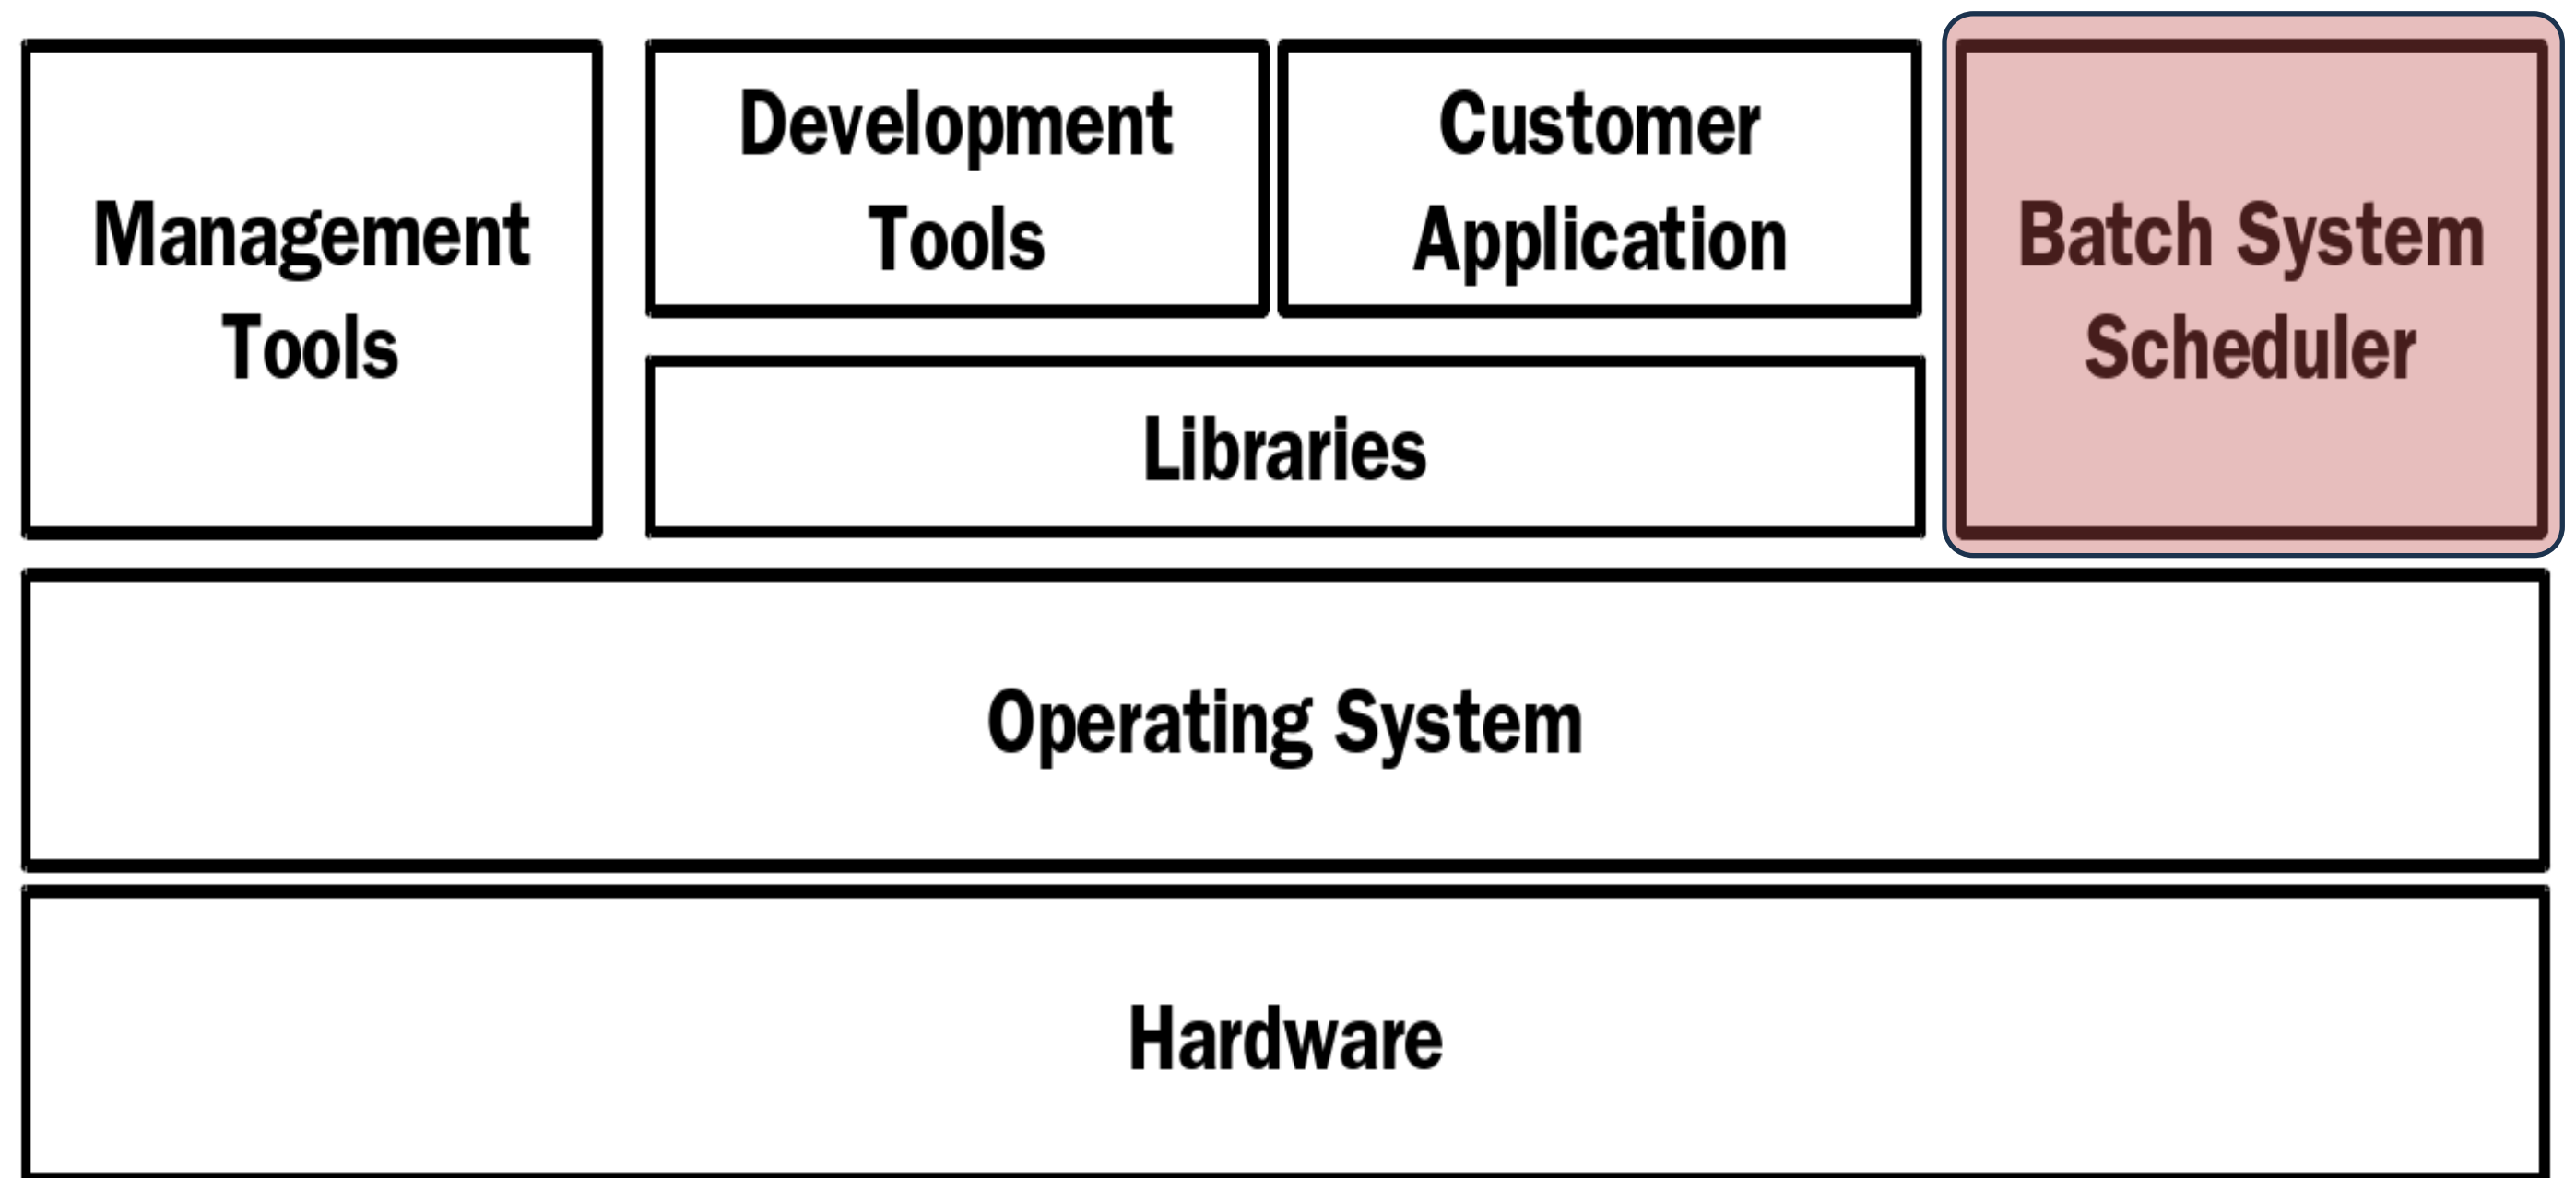 Management
Tools
Development
Tools
Customer
Application
Batch System
Scheduler
Libraries
Operating System
Hardware